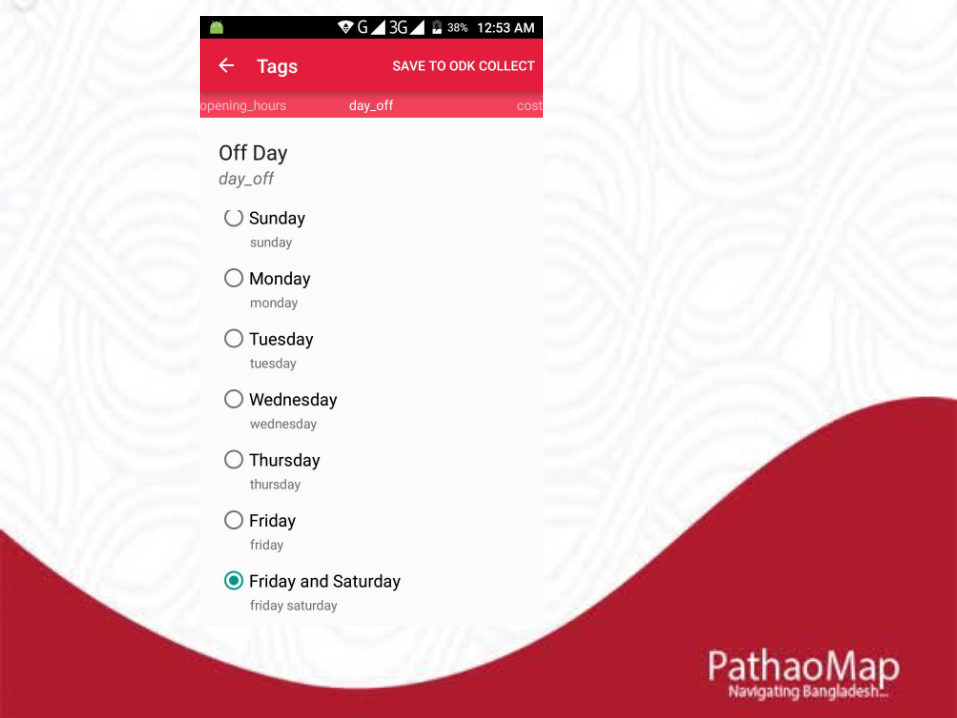 G 3G 38% 12:53 AM
Tags SAVE TO ODK COLLECT
opening_hours day_off cost
Off Day
day_off
Sunday
sunday
Monday
monday
Tuesday
tuesday
Wednesday
wednesday
Thursday
thursday
Friday
friday
Friday and Saturday
friday saturday
PathaoMap
Navigating Bangladesh...